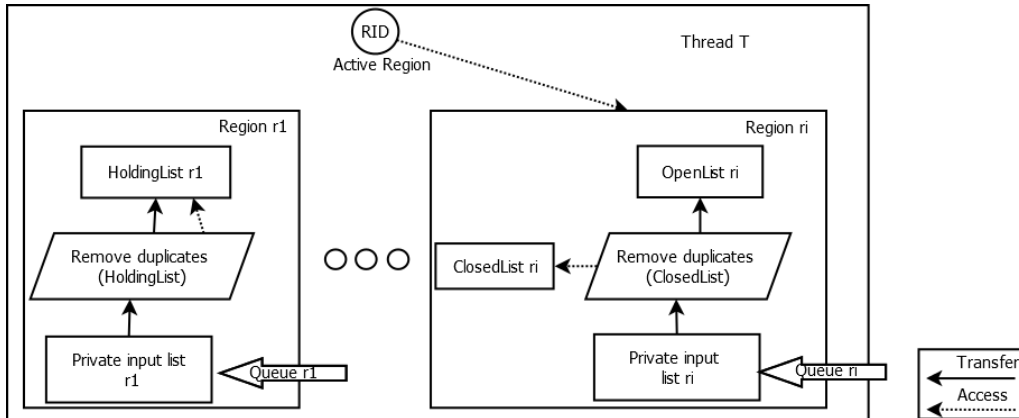 RID
Active Region
Thread T
Region r1
HoldingList r1
Remove duplicates
(HoldingList)
Private input list
r1
Queue r1
Region ri
OpenList ri
ClosedList ri
Remove duplicates
(ClosedList)
Private input
list ri
Queue ri
Transfer
Access